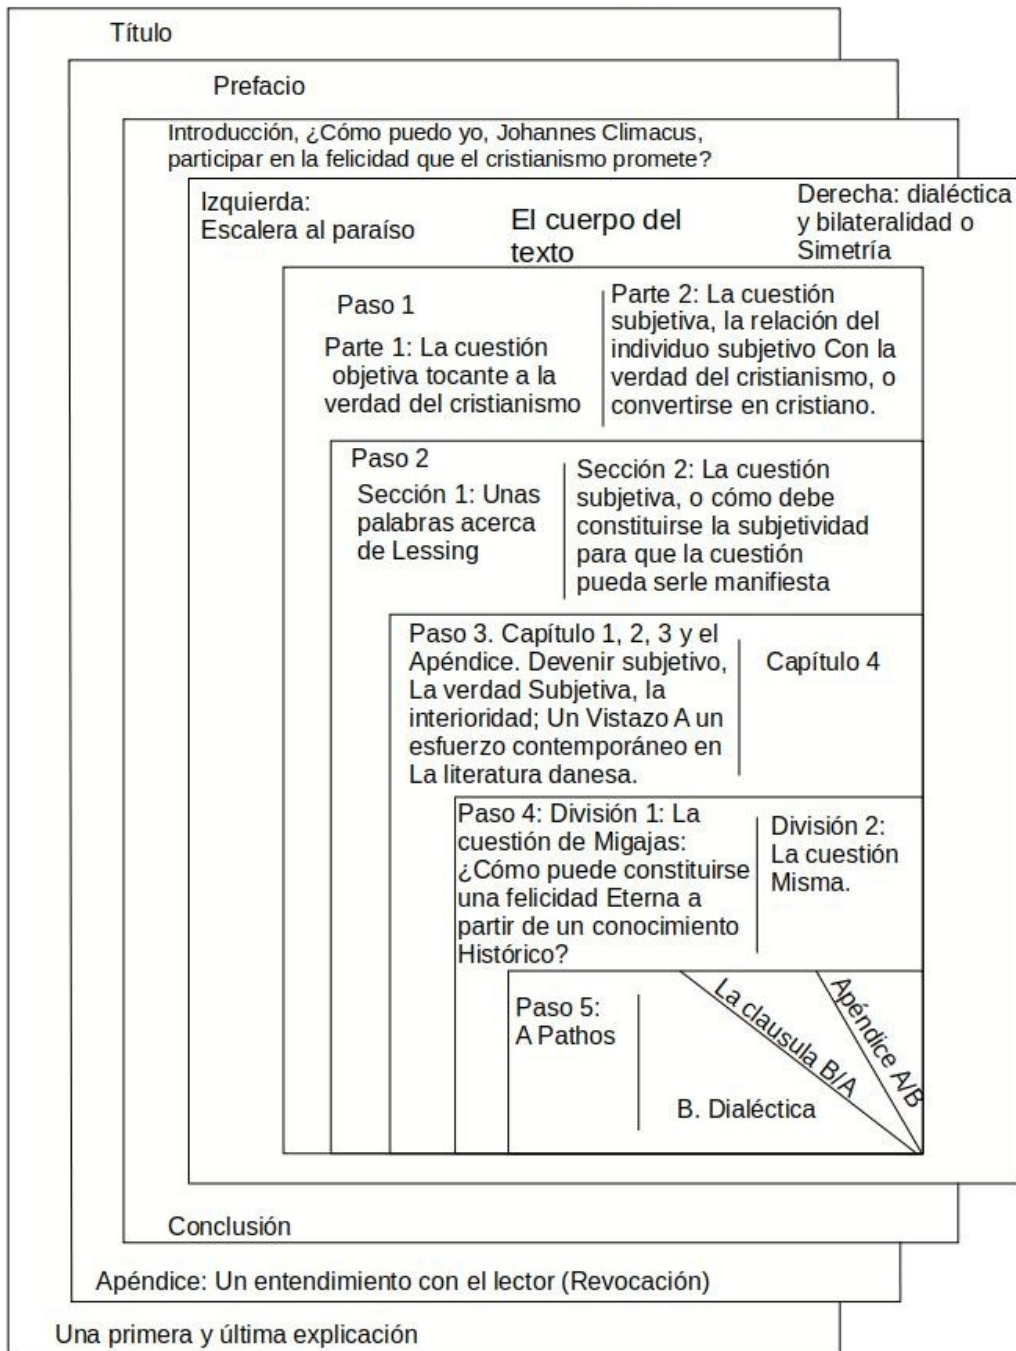 Título
Prefacio
Introducción, ¿Cómo puedo yo, Johannes Climacus,
participar en la felicidad que el cristianismo promete?
Izquierda:
Escalera al paraíso
El cuerpo del
texto
Derecha: dialéctica
y bilateralidad o
Simetría
Paso 1
Parte 1: La cuestión
objetiva tocante a la
verdad del cristianismo
Parte 2: La cuestión
subjetiva, la relación del
individuo subjetivo Con la
verdad del cristianismo, o
convertirse en cristiano.
Paso 2
Sección 1: Unas
palabras acerca
de Lessing
Sección 2: La cuestión
subjetiva, o cómo debe
constituirse la subjetividad
para que la cuestión
pueda serle manifiesta
Paso 3. Capítulo 1, 2, 3 y el
Apéndice. Devenir subjetivo,
La verdad Subjetiva, la
interioridad; Un Vistazo A un
esfuerzo contemporáneo en
La literatura danesa.
Capítulo 4
Paso 4: División 1: La
cuestión de Migajas:
¿Cómo puede constituirse
una felicidad Eterna a
partir de un conocimiento
Histórico?
División 2:
La cuestión
Misma.
Paso 5:
A Pathos
B. Dialéctica
La clausula B/A
Apéndice A/B
Conclusión
Apéndice: Un entendimiento con el lector (Revocación)
Una primera y última explicación